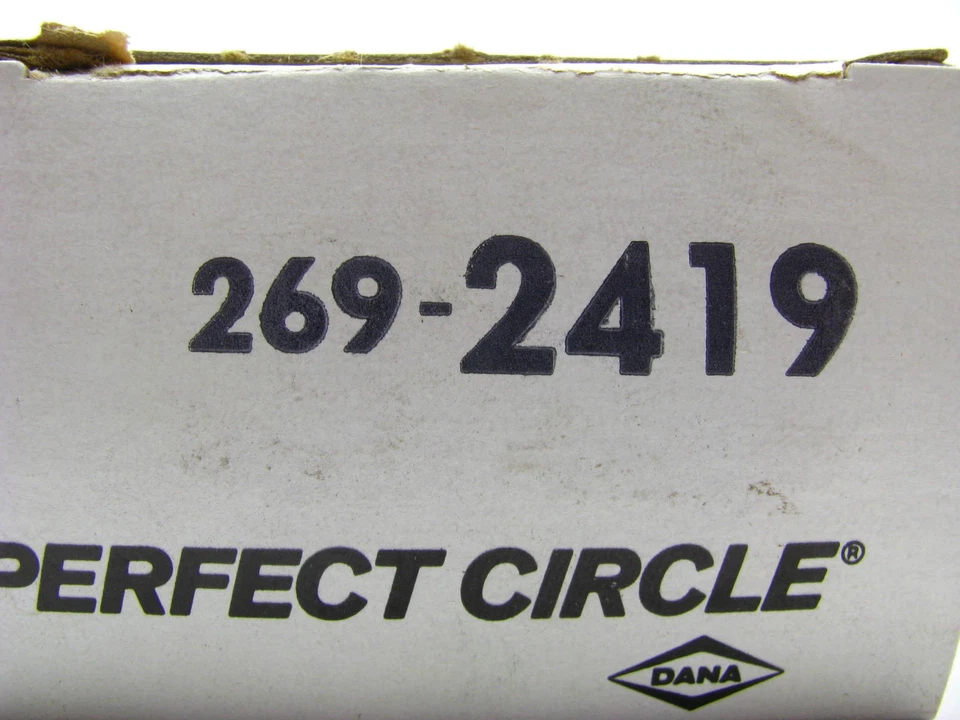 269-2419
PERFECT CIRCLE®
DANA